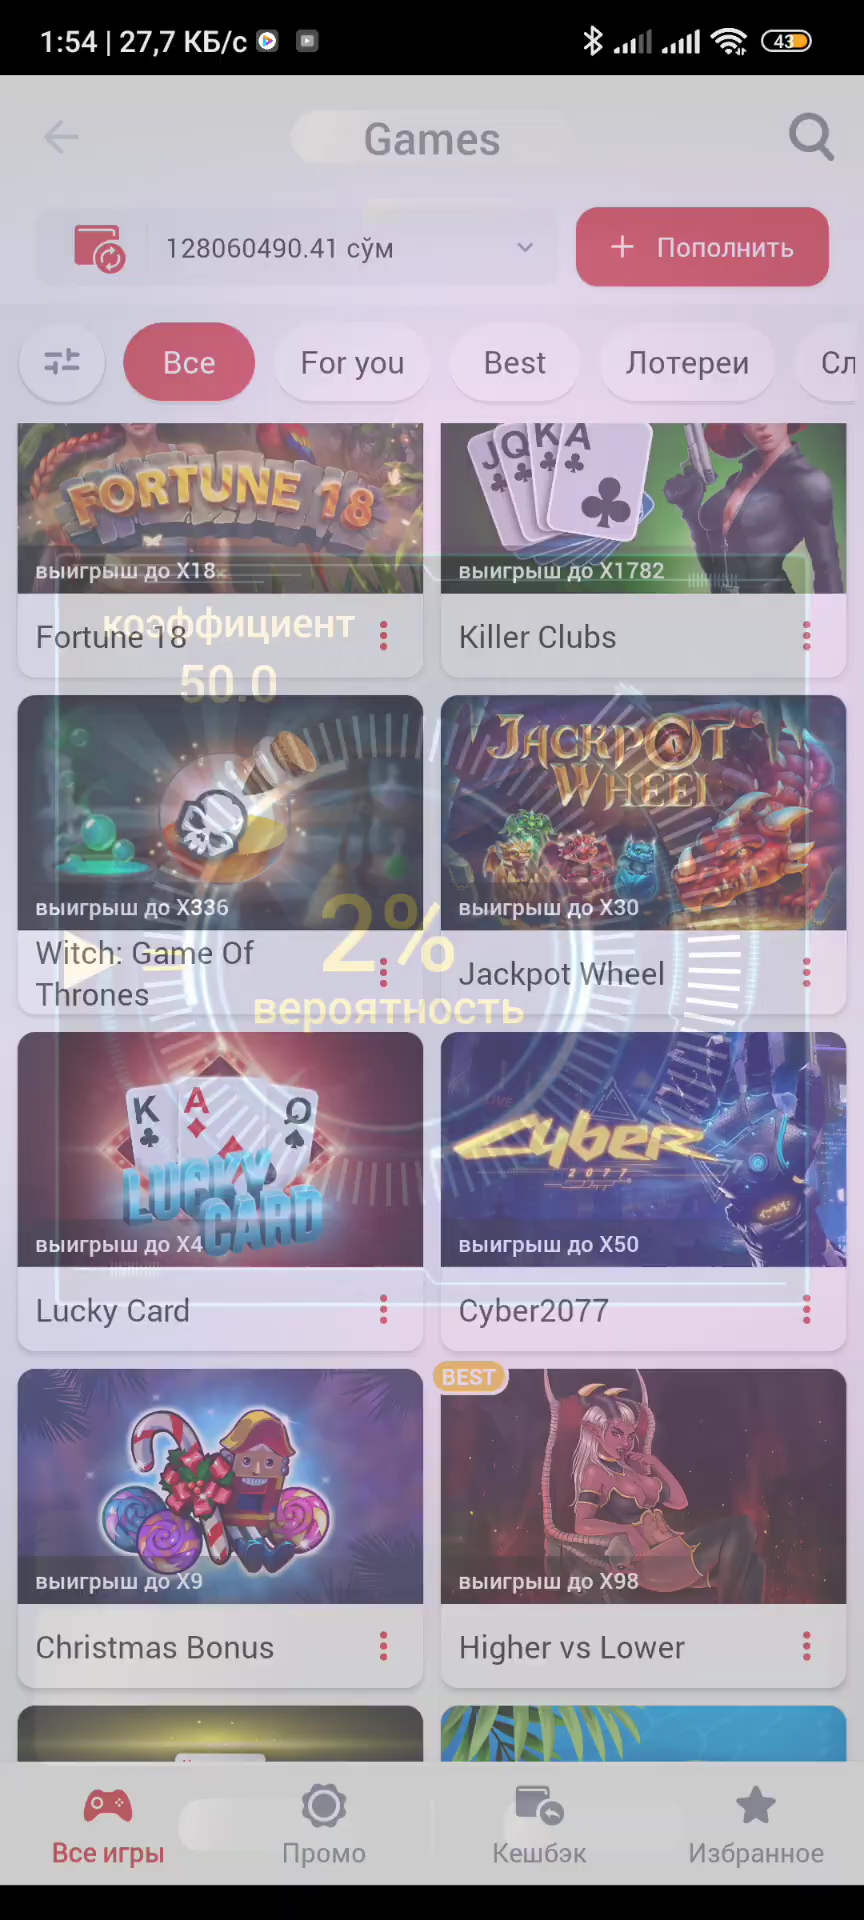 1:54 | 27,7 КБ/с
43
Games
128060490.41 сўм
+ Пополнить
Все
For you
Best
Лотереи
Сл
FORTUNE 18
JQKA
выигрыш до X18
выигрыш до X1782
Fortune 18
Killer Clubs
коэффициент
50.0
JACKPOT
WHEEL
выигрыш до X336
выигрыш до X30
2%
Witch: Game Of
Thrones
Jackpot Wheel
вероятность
K A Q
LUCKY
CARD
Cyber
2077
выигрыш до X4
выигрыш до X50
Lucky Card
Cyber2077
BEST
выигрыш до X9
выигрыш до X98
Christmas Bonus
Higher vs Lower
Все игры
Промо
Кешбэк
Избранное